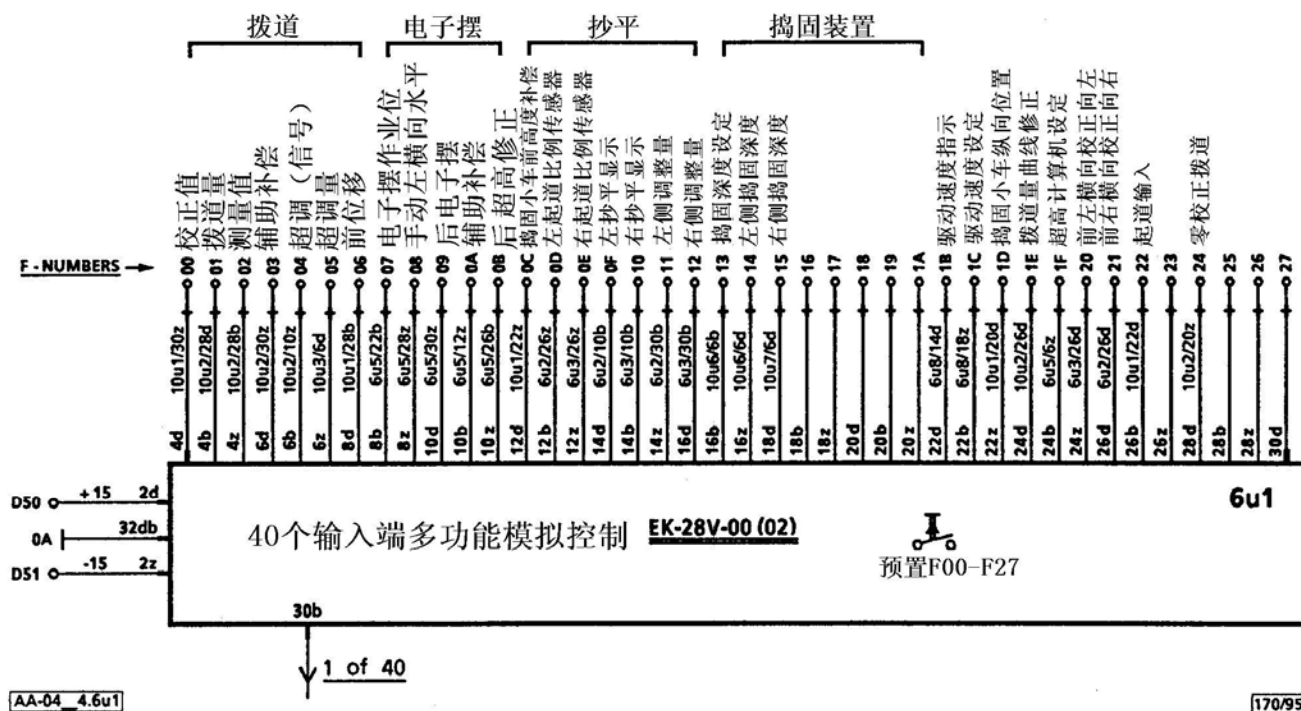 拨道 电子摆 抄平 捣固装置
校正值
拨道量
测量值
辅助补偿
超调(信号)
超调量
前位移
电子摆作业位
手动左横向水平
后电子摆
辅助补偿
后超高修正
捣固小车前高度补偿
左起道比例传感器
右起道比例传感器
左抄平显示
右抄平显示
左侧调整量
右侧调整量
捣固深度设定
左侧捣固深度
右侧捣固深度
驱动速度指示
驱动速度设定
捣固小车纵向位置
拨道量曲线修正
超高计算机设定
前左横向校正向左
前右横向校正向右
起道输入
零校正拨道
F-NUMBERS
00 01 02 03 04 05 06 07 08 09 0A 0B 0C 0D 0E 0F 10 11 12 13 14 15 16 17 18 19 1A 1B 1C 1D 1E 1F 20 21 22 23 24 25 26 27
10u1/30z 10u2/28d 10u2/28b 10u2/30z 10u2/10z 10u3/6d 10u1/28b 6u5/22b 6u5/28z 6u5/30z 6u5/12z 6u5/26b 10u1/22z 6u2/26z 6u3/26z 6u2/10b 6u3/10b 6u2/30b 6u3/30b 10u6/6b 10u6/6d 10u7/6d 6u8/14d 6u8/18z 10u1/20d 10u2/26d 6u5/6z 6u3/26d 6u2/26d 10u1/22d 10u2/20z
4d 4b 4z 6d 6b 6z 8d 8b 8z 10d 10b 10z 12d 12b 12z 14d 14b 14z 16d 16b 16z 18d 18b 18z 20d 20b 20z 22d 22b 22z 24d 24b 24z 26d 26b 26z 28d 28b 28z 30d
6u1
D50 +15 2d
0A 32db
D51 -15 2z
40个输入端多功能模拟控制 EK-28V-00 (02)
预置F00-F27
30b
1 of 40
AA-04__4.6u1 170/95